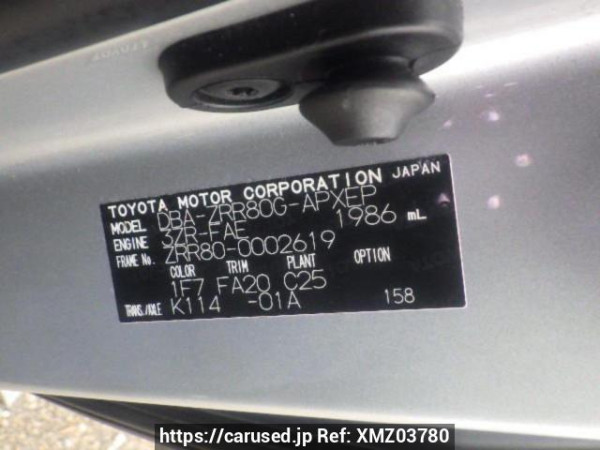 TOYOTA MOTOR CORPORATION JAPAN
MODEL DBA-ZRR80G-APXEP
ENGINE 3ZR-FAE 1986 mL
FRAME No. ZRR80-0002619
COLOR TRIM PLANT OPTION
1F7 FA20 C25
TRANS./AXLE K114 -01A 158
https://carused.jp Ref: XMZ03780